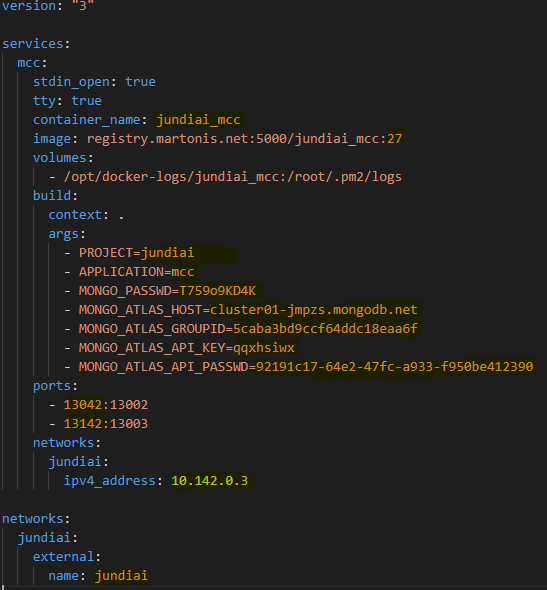 version: "3"
services:
mcc:
stdin_open: true
tty: true
container_name: jundiai_mcc
image: registry.martonis.net:5000/jundiai_mcc:27
volumes:
- /opt/docker-logs/jundiai_mcc:/root/.pm2/logs
build:
context: .
args:
- PROJECT=jundiai
- APPLICATION=mcc
- MONGO_PASSWD=T759o9KD4K
- MONGO_ATLAS_HOST=cluster01-jmpzs.mongodb.net
- MONGO_ATLAS_GROUPID=5caba3bd9ccf64ddc18eaa6f
- MONGO_ATLAS_API_KEY=qqxhsiwx
- MONGO_ATLAS_API_PASSWD=92191c17-64e2-47fc-a933-f950be412390
ports:
- 13042:13002
- 13142:13003
networks:
jundiai:
ipv4_address: 10.142.0.3
networks:
jundiai:
external:
name: jundiai